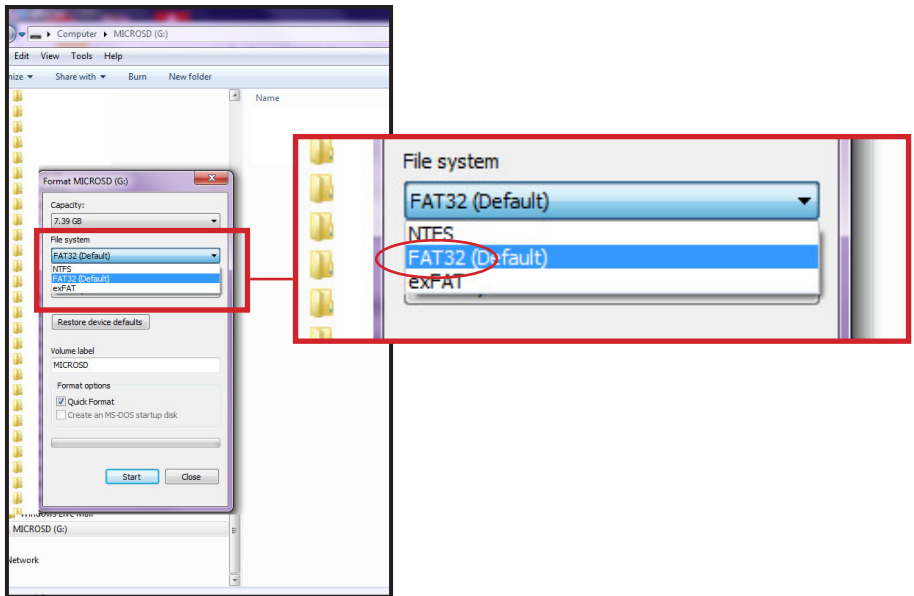 Computer MICROSD (G:)
Edit View Tools Help
nize Share with Burn New folder
Name
Format MICROSD (G:)
Capacity:
7.39 GB
File system
FAT32 (Default)
NTFS
FAT32 (Default)
exFAT
Restore device defaults
Volume label
MICROSD
Format options
Quick Format
Create an MS-DOS startup disk
Start Close
MICROSD (G:)
Network
File system
FAT32 (Default)
NTFS
FAT32 (Default)
exFAT